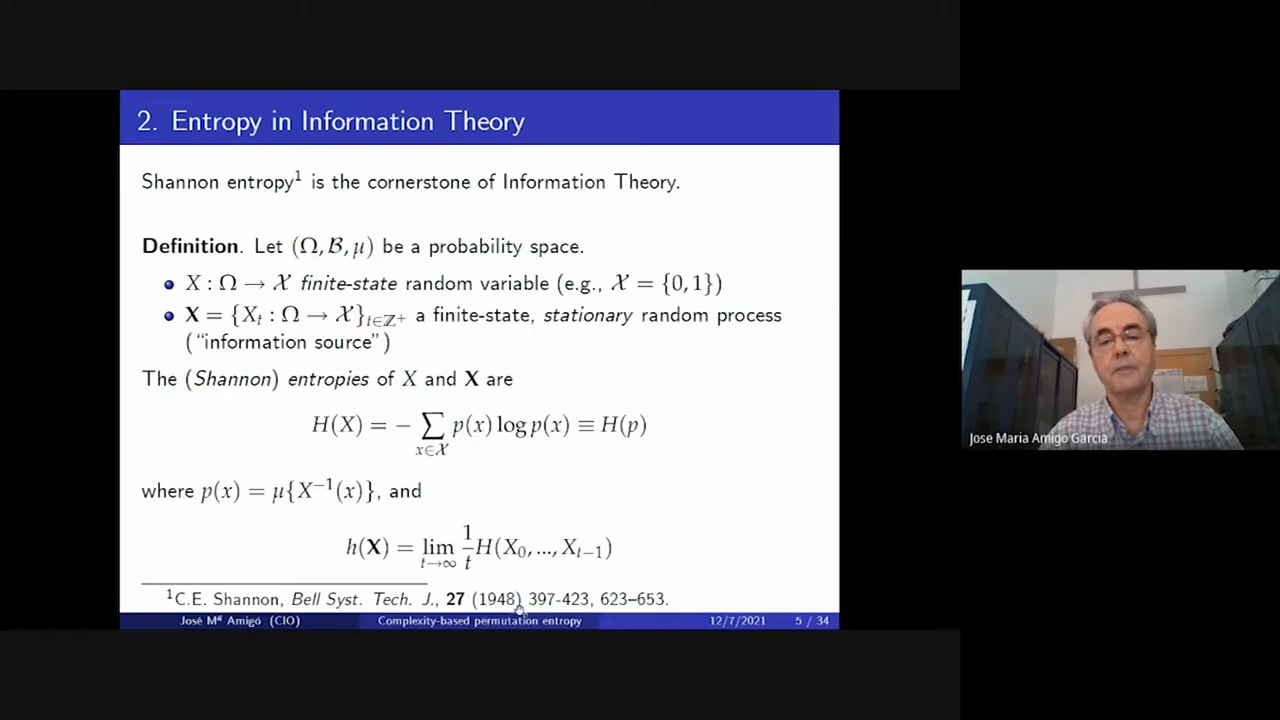 2. Entropy in Information Theory
Shannon entropy¹ is the cornerstone of Information Theory.
Definition. Let (Ω, ℬ, μ) be a probability space.
• X : Ω → 𝒳 finite-state random variable (e.g., 𝒳 = {0, 1})
• 𝐗 = {Xₜ : Ω → 𝒳}ₜ∈ℤ⁺ a finite-state, stationary random process
("information source")
The (Shannon) entropies of X and 𝐗 are
H(X) = − ∑_{x∈𝒳} p(x) log p(x) ≡ H(p)
where p(x) = μ{X⁻¹(x)}, and
h(𝐗) = lim_{t→∞} 1/t H(X₀, ..., Xₜ₋₁)
¹C.E. Shannon, Bell Syst. Tech. J., 27 (1948) 397-423, 623–653.
José Mª Amigó (CIO) Complexity-based permutation entropy 12/7/2021 5 / 34
Jose Maria Amigo Garcia